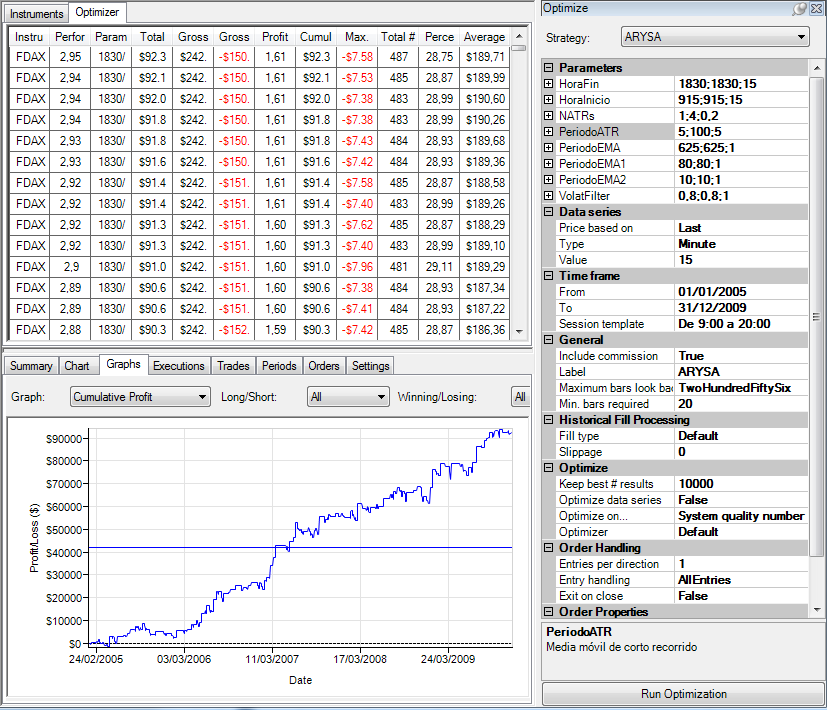 Instruments Optimizer
Instru Perfor Param Total Gross Gross Profit Cumul Max. Total # Perce Average
FDAX 2,95 1830/ $92.3 $242. -$150. 1,61 $92.3 -$7.58 487 28,75 $189,71
FDAX 2,94 1830/ $92.1 $242. -$150. 1,61 $92.1 -$7.53 485 28,87 $189,99
FDAX 2,94 1830/ $92.0 $242. -$150. 1,61 $92.0 -$7.38 483 28,99 $190,60
FDAX 2,94 1830/ $91.8 $242. -$150. 1,61 $91.8 -$7.38 483 28,99 $190,26
FDAX 2,93 1830/ $91.8 $242. -$150. 1,61 $91.8 -$7.43 484 28,93 $189,68
FDAX 2,93 1830/ $91.6 $242. -$150. 1,61 $91.6 -$7.42 484 28,93 $189,36
FDAX 2,92 1830/ $91.4 $242. -$151. 1,61 $91.4 -$7.58 485 28,87 $188,58
FDAX 2,92 1830/ $91.4 $242. -$151. 1,61 $91.4 -$7.40 483 28,99 $189,26
FDAX 2,92 1830/ $91.3 $242. -$151. 1,60 $91.3 -$7.62 485 28,87 $188,29
FDAX 2,92 1830/ $91.3 $242. -$151. 1,60 $91.3 -$7.40 483 28,99 $189,10
FDAX 2,9 1830/ $91.0 $242. -$151. 1,60 $91.0 -$7.96 481 29,11 $189,29
FDAX 2,89 1830/ $90.6 $242. -$151. 1,60 $90.6 -$7.38 484 28,93 $187,34
FDAX 2,89 1830/ $90.6 $242. -$151. 1,60 $90.6 -$7.41 484 28,93 $187,22
FDAX 2,88 1830/ $90.3 $242. -$152. 1,59 $90.3 -$7.42 485 28,87 $186,36
Summary Chart Graphs Executions Trades Periods Orders Settings
Graph: Cumulative Profit Long/Short: All Winning/Losing: All
$90000
$80000
$70000
$60000
$50000
$40000
$30000
$20000
$10000
$0
Profit/Loss ($)
24/02/2005 03/03/2006 11/03/2007 17/03/2008 24/03/2009
Date
Optimize
Strategy: ARYSA
Parameters
HoraFin 1830;1830;15
HoraInicio 915;915;15
NATRs 1;4;0,2
PeriodoATR 5;100;5
PeriodoEMA 625;625;1
PeriodoEMA1 80;80;1
PeriodoEMA2 10;10;1
VolatFilter 0,8;0,8;1
Data series
Price based on Last
Type Minute
Value 15
Time frame
From 01/01/2005
To 31/12/2009
Session template De 9:00 a 20:00
General
Include commission True
Label ARYSA
Maximum bars look bac TwoHundredFiftySix
Min. bars required 20
Historical Fill Processing
Fill type Default
Slippage 0
Optimize
Keep best # results 10000
Optimize data series False
Optimize on... System quality number
Optimizer Default
Order Handling
Entries per direction 1
Entry handling AllEntries
Exit on close False
Order Properties
PeriodoATR
Media móvil de corto recorrido
Run Optimization